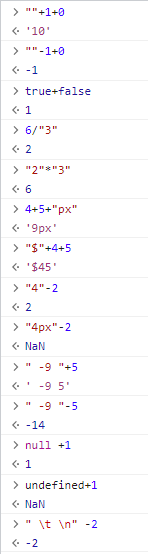 > ""+1+0
< '10'
> ""-1+0
< -1
> true+false
< 1
> 6/"3"
< 2
> "2"*"3"
< 6
> 4+5+"px"
< '9px'
> "$"+4+5
< '$45'
> "4"-2
< 2
> "4px"-2
< NaN
> " -9 "+5
< ' -9 5'
> " -9 "-5
< -14
> null +1
< 1
> undefined+1
< NaN
> " \t \n" -2
< -2